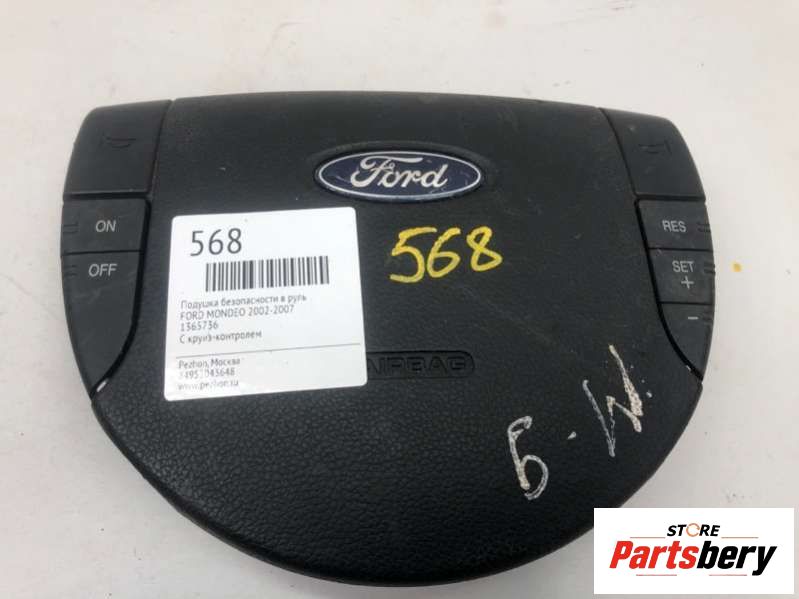 Ford
ON
OFF
RES
SET
+
−
568
568
Подушка безопасности в руль
FORD MONDEO 2002-2007
1365736
С круиз-контролем
Pezhon, Москва
www.pezhon.ru
AIRBAG
STORE
Partsbery